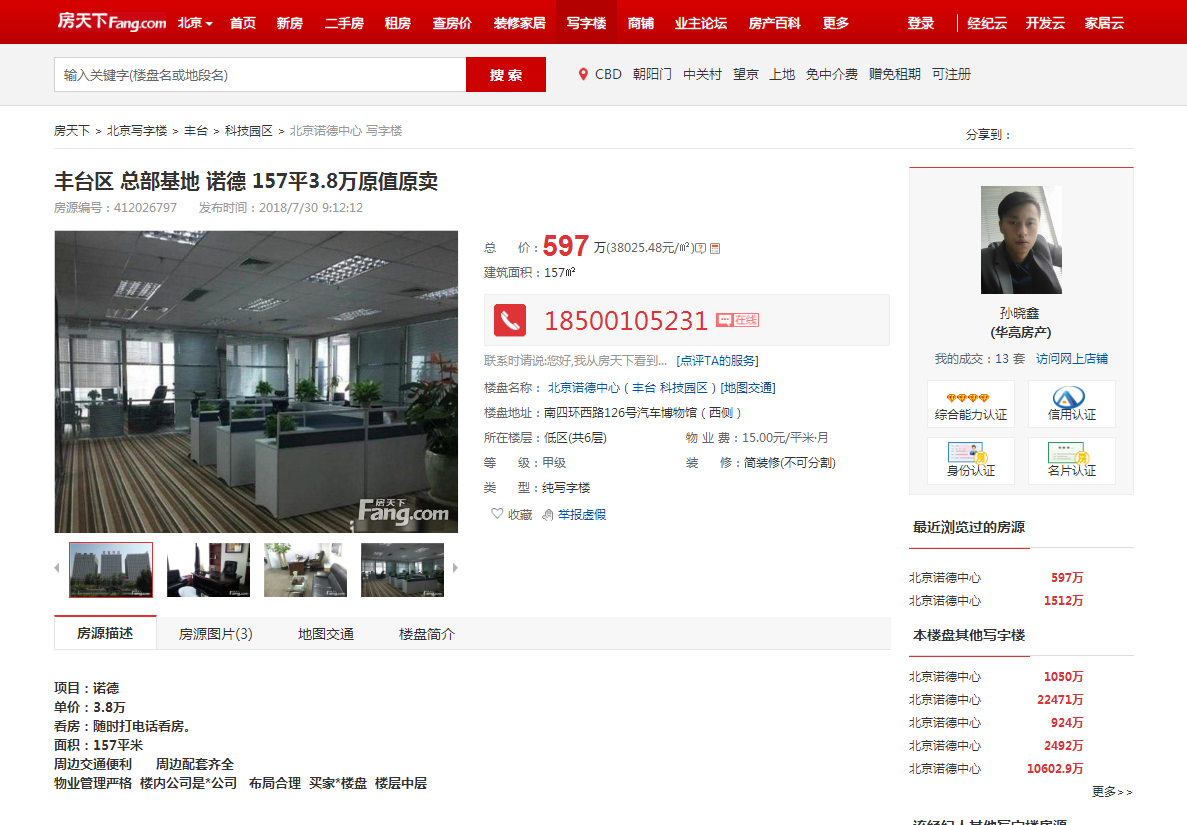 房天下Fang.com 北京 首页 新房 二手房 租房 查房价 装修家居 写字楼 商铺 业主论坛 房产百科 更多 登录 经纪云 开发云 家居云
输入关键字(楼盘名或地段名) 搜 索 CBD 朝阳门 中关村 望京 上地 免中介费 赠免租期 可注册
房天下 > 北京写字楼 > 丰台 > 科技园区 > 北京诺德中心 写字楼
分享到：
丰台区 总部基地 诺德 157平3.8万原值原卖
房源编号：412026797 发布时间：2018/7/30 9:12:12
房天下
Fang.com
总 价：597 万(38025.48元/㎡)
建筑面积：157㎡
18500105231 在线
联系时请说:您好,我从房天下看到... [点评TA的服务]
楼盘名称： 北京诺德中心（ 丰台 科技园区 ）[地图交通]
楼盘地址：南四环西路126号汽车博物馆（ 西侧 ）
所在楼层：低区(共6层) 物 业 费：15.00元/平米·月
等 级：甲级 装 修：简装修(不可分割)
类 型：纯写字楼
收藏 举报虚假
房源描述 房源图片(3) 地图交通 楼盘简介
项目：诺德
单价：3.8万
看房：随时打电话看房。
面积：157平米
周边交通便利 周边配套齐全
物业管理严格 楼内公司是*公司 布局合理 买家*楼盘 楼层中层
孙晓鑫
(华亮房产)
我的成交：13 套 访问网上店铺
综合能力认证 信用认证
身份认证 名片认证
最近浏览过的房源
北京诺德中心 597万
北京诺德中心 1512万
本楼盘其他写字楼
北京诺德中心 1050万
北京诺德中心 22471万
北京诺德中心 924万
北京诺德中心 2492万
北京诺德中心 10602.9万
更多>>
该经纪人其他写字楼房源